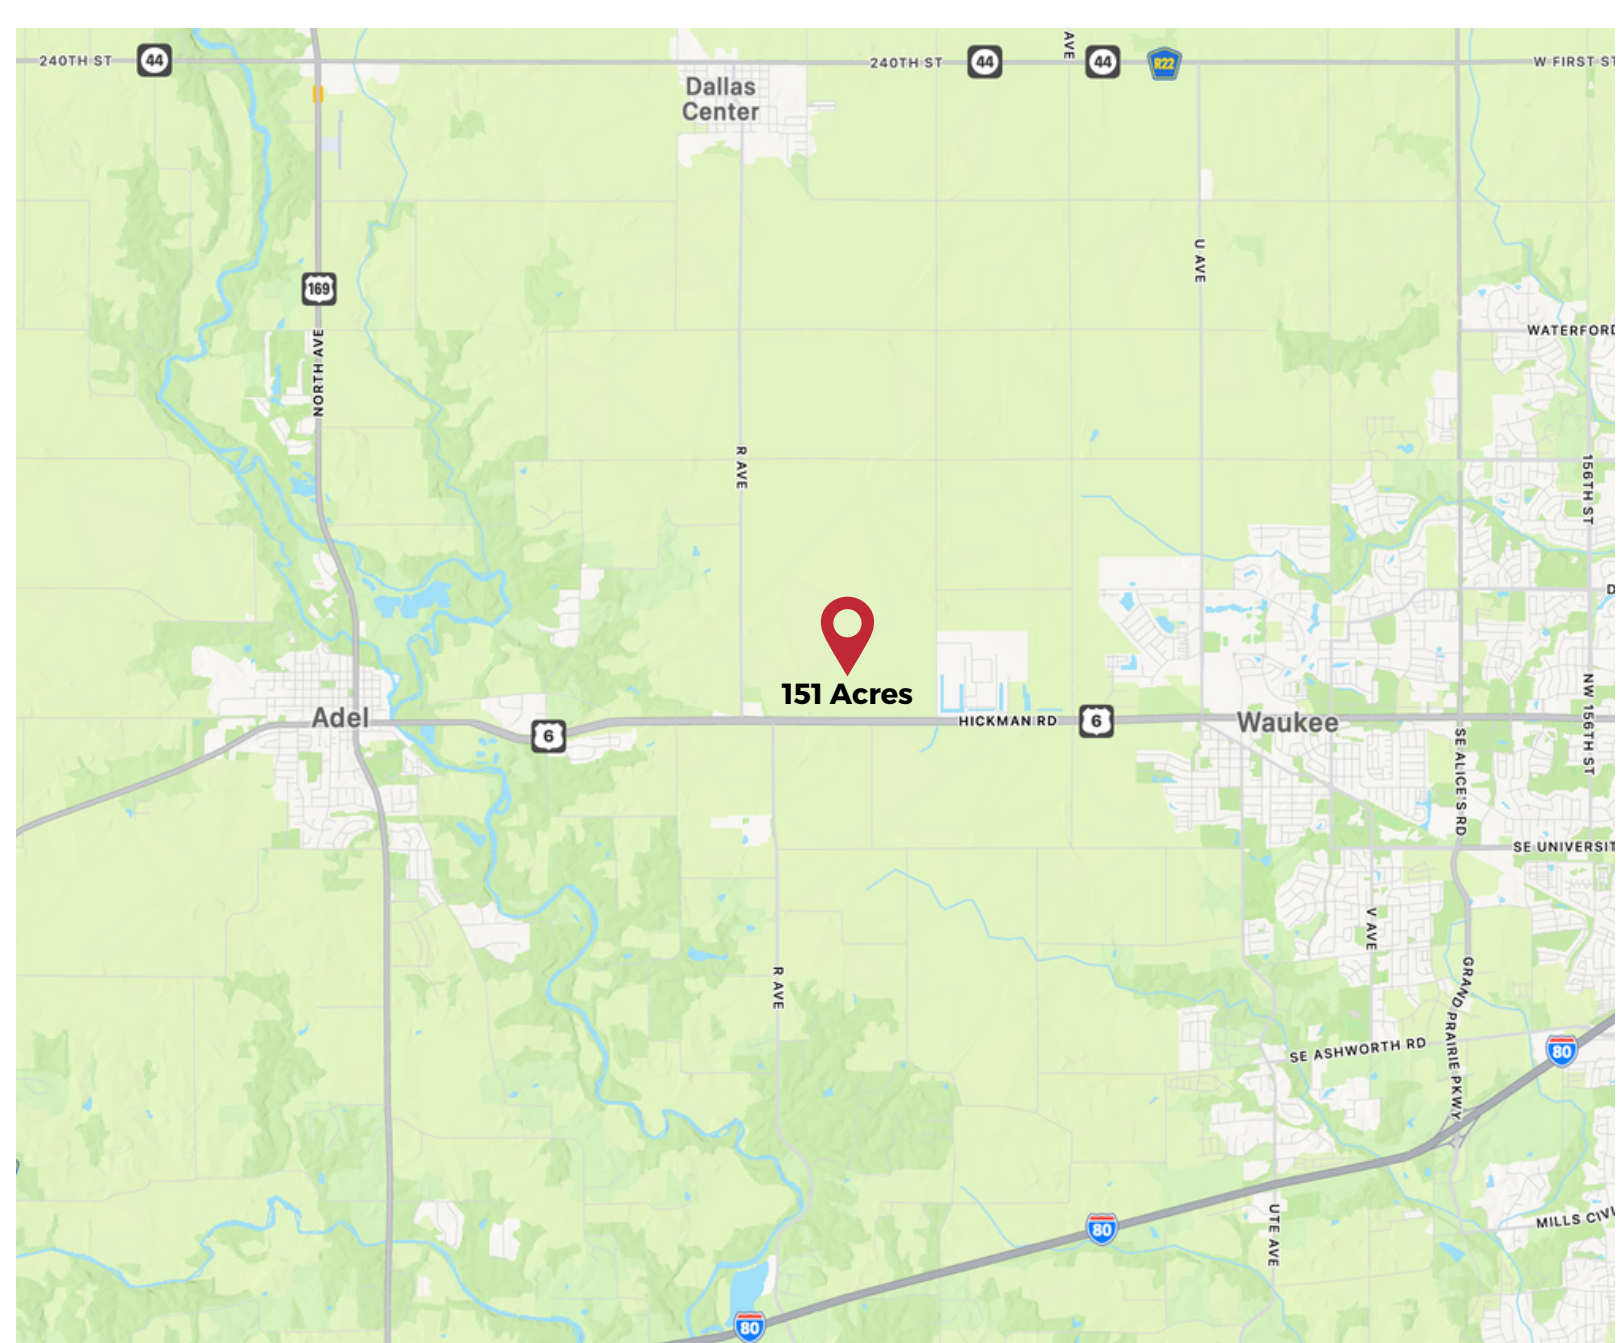 240TH ST
44
240TH ST
44
AVE
44
R22
W FIRST ST
Dallas
Center
169
NORTH AVE
U AVE
WATERFORD
R AVE
156TH ST
D
151 Acres
Adel
6
HICKMAN RD
6
Waukee
NW 156TH ST
SE ALICE'S RD
SE UNIVERSIT
V AVE
R AVE
GRAND PRAIRIE PKWY
SE ASHWORTH RD
80
UTE AVE
80
MILLS CIVI
80